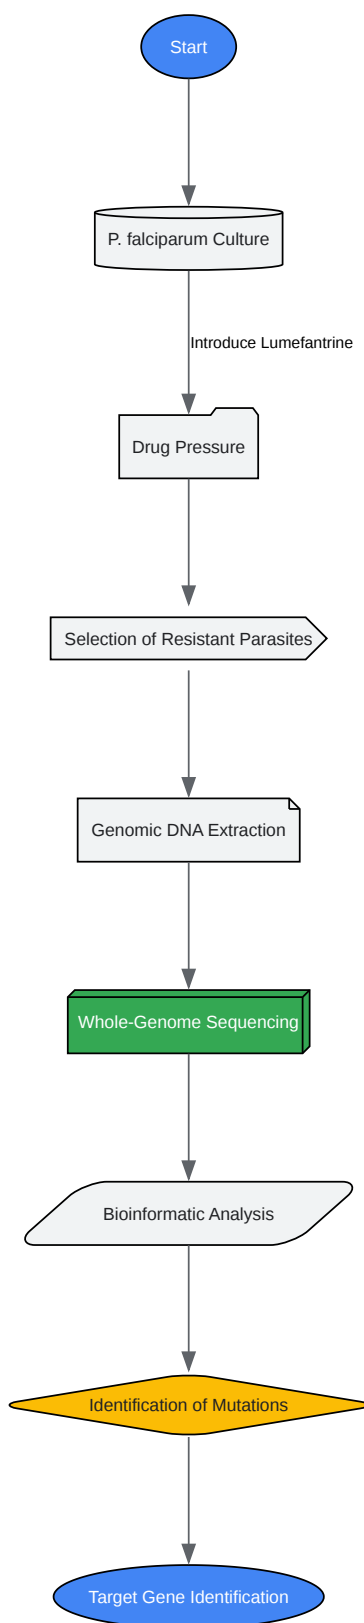 Start
P. falciparum Culture
Introduce Lumefantrine
Drug Pressure
Selection of Resistant Parasites
Genomic DNA Extraction
Whole-Genome Sequencing
Bioinformatic Analysis
Identification of Mutations
Target Gene Identification